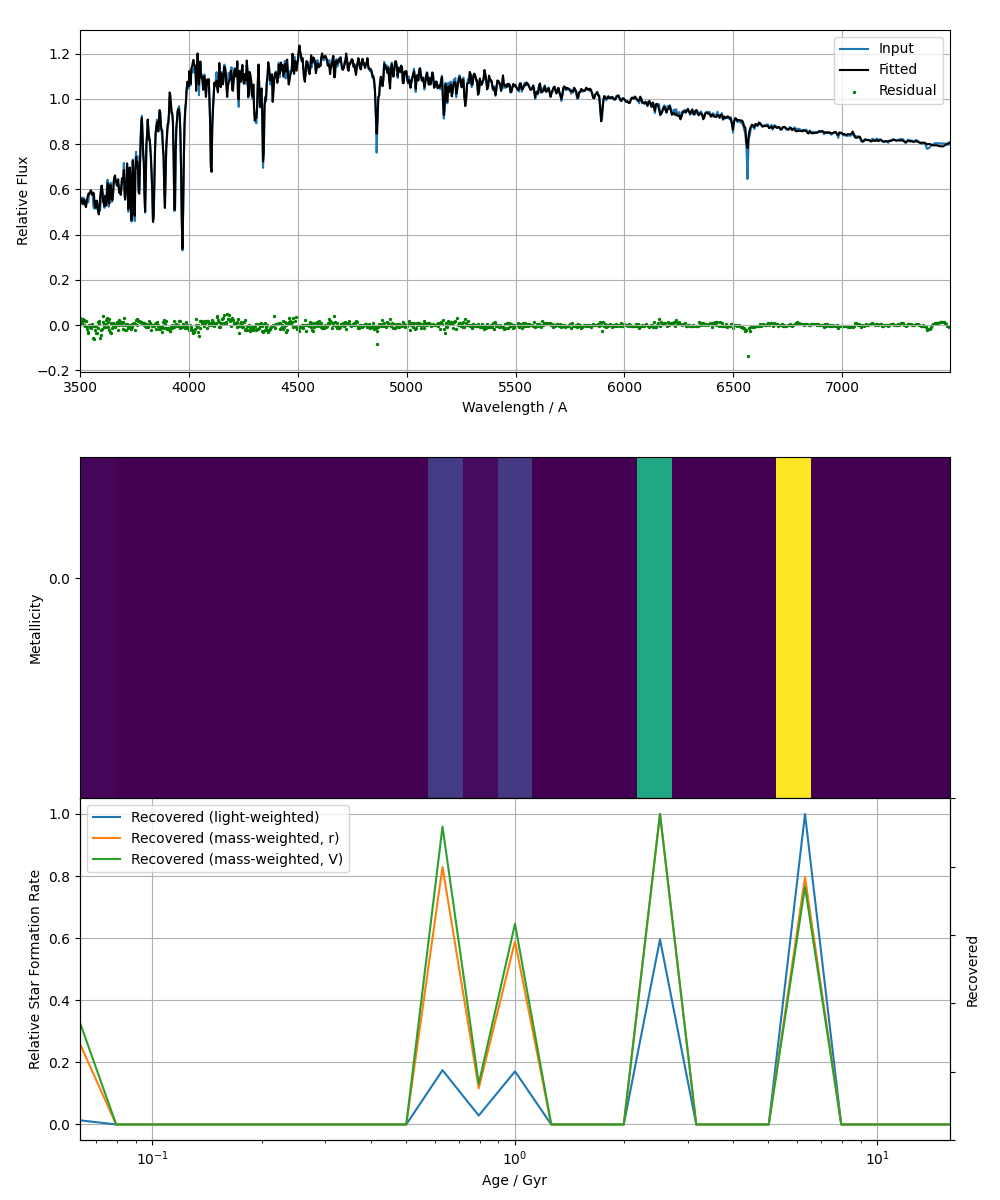 1.2
1.0
0.8
0.6
0.4
0.2
0.0
−0.2
Relative Flux
Input
Fitted
Residual
3500 4000 4500 5000 5500 6000 6500 7000
Wavelength / A
0.0
Metallicity
1.0
0.8
0.6
0.4
0.2
0.0
Relative Star Formation Rate
Recovered (light-weighted)
Recovered (mass-weighted, r)
Recovered (mass-weighted, V)
Recovered
10⁻¹ 10⁰ 10¹
Age / Gyr